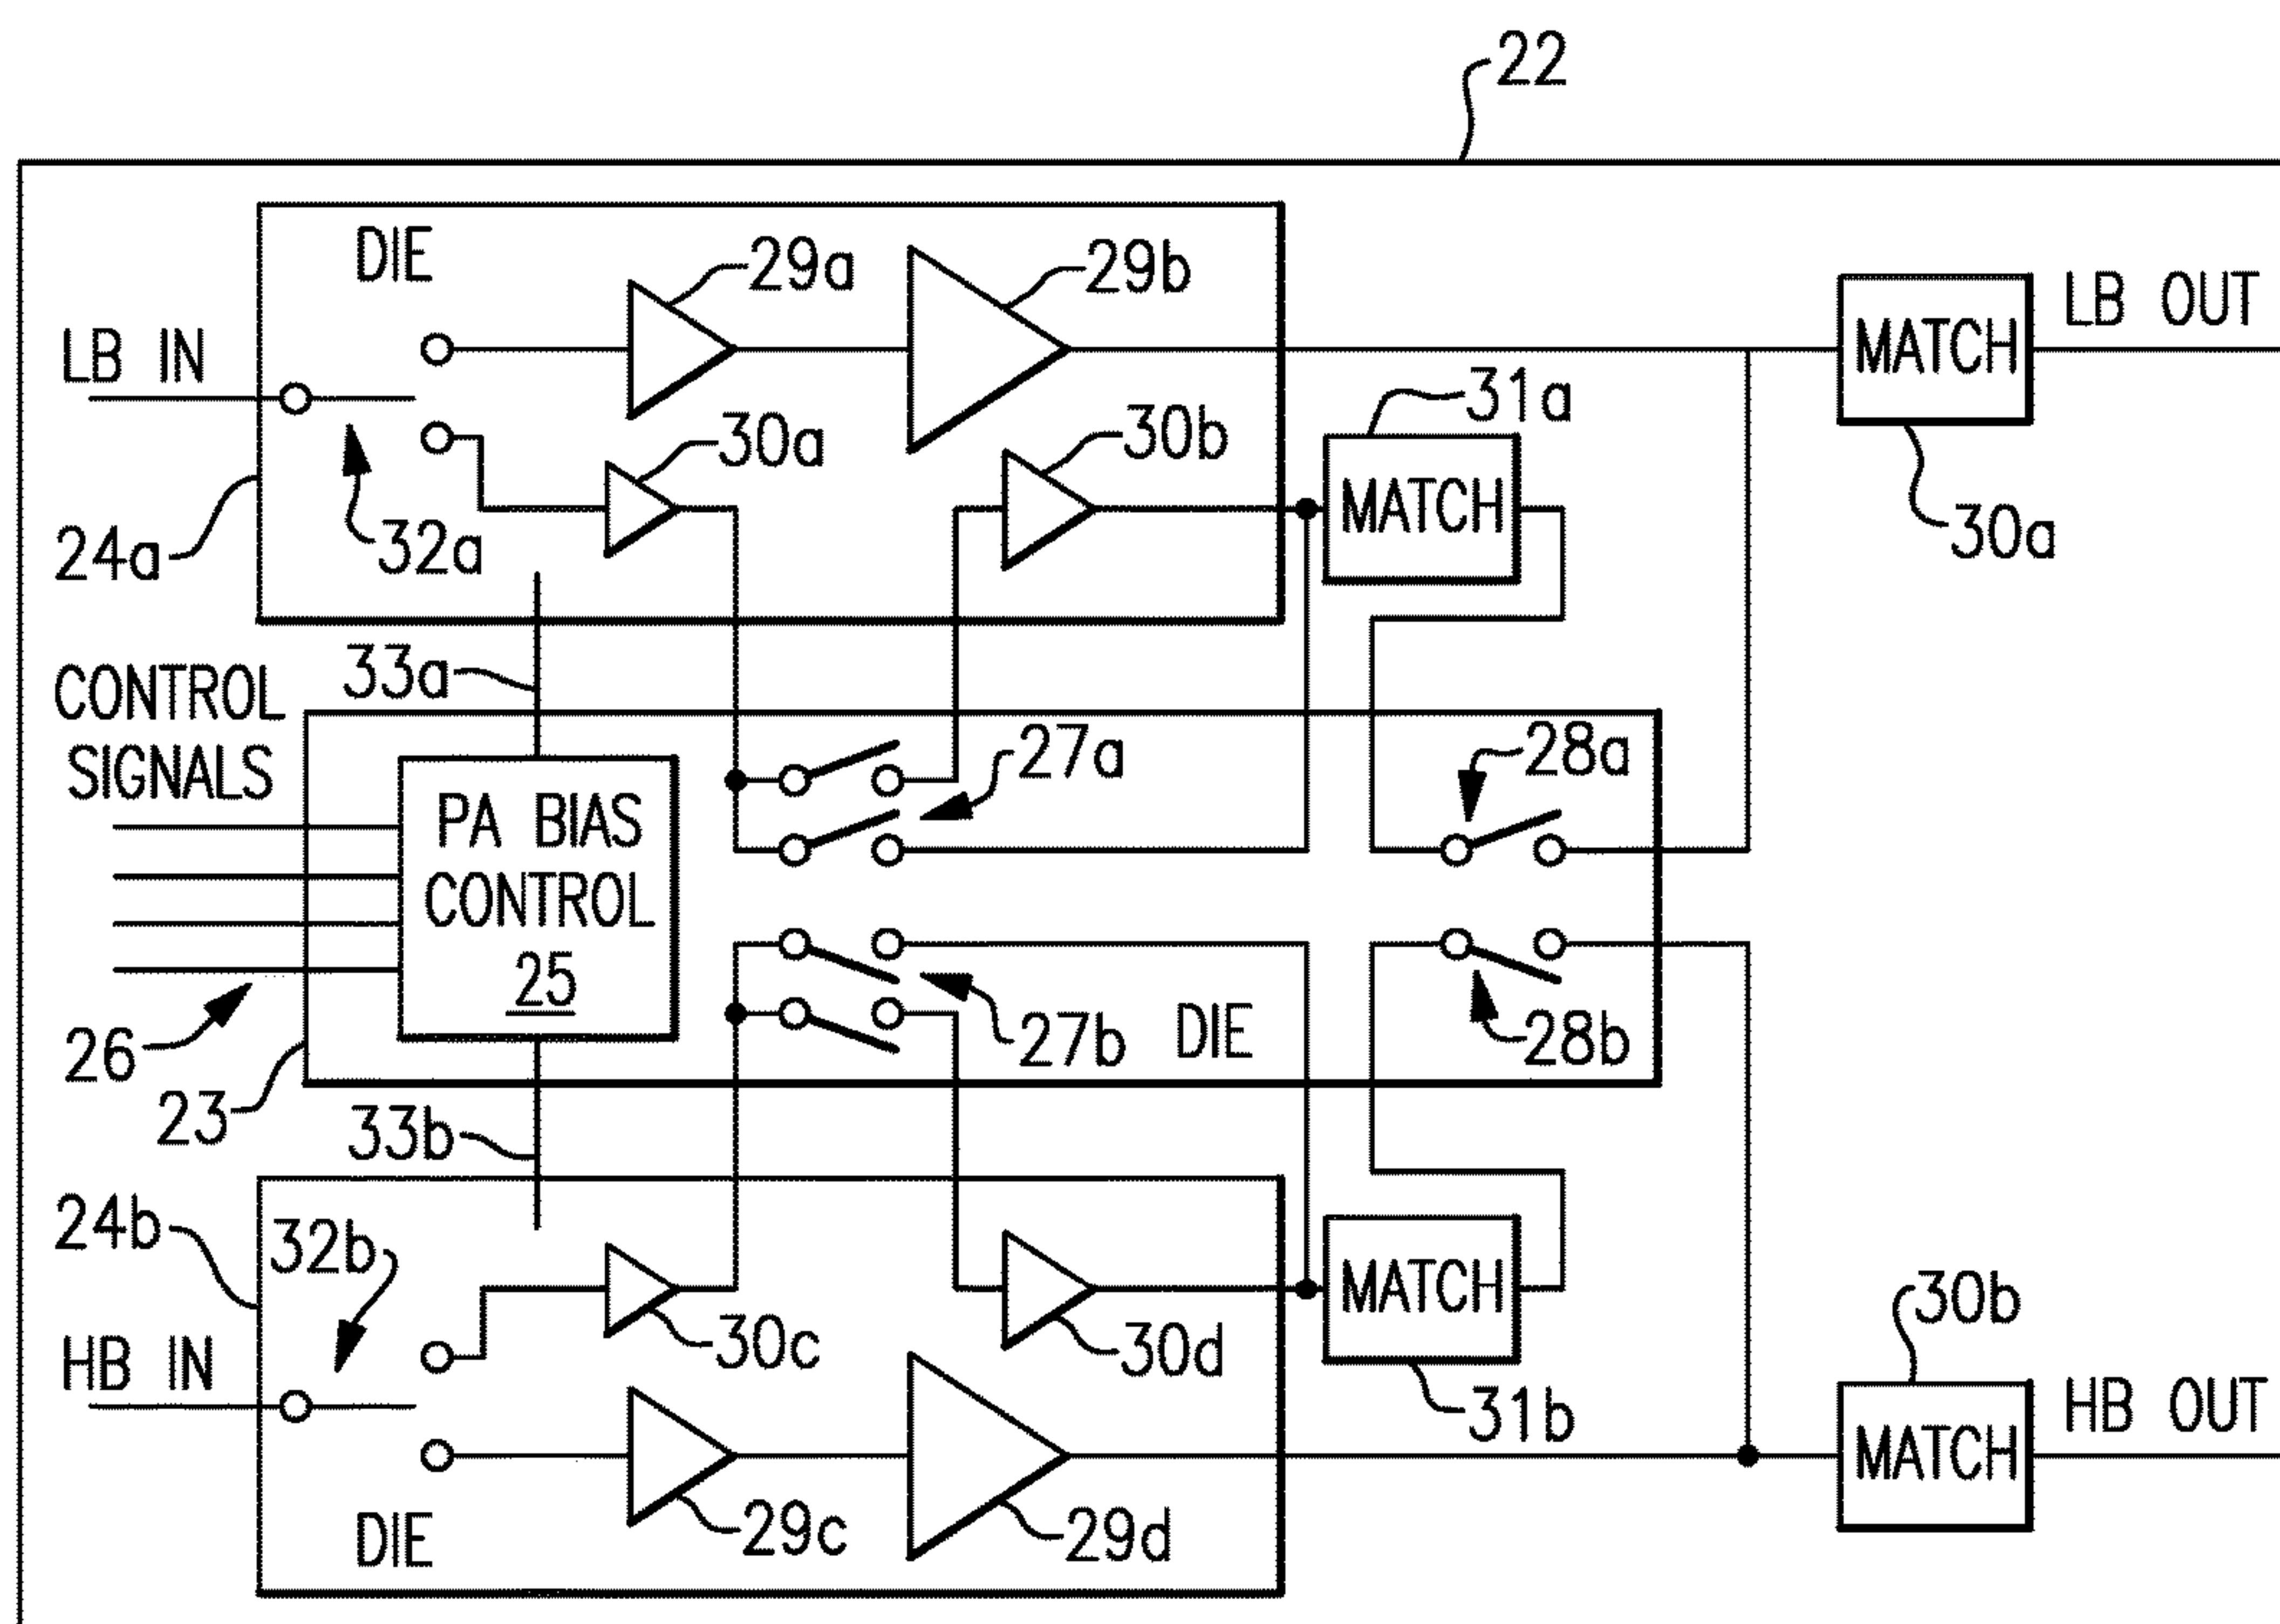 22
DIE
29a
29b
LB IN
LB OUT
MATCH
30a
30b
31a
MATCH
24a
32a
30a
33a
CONTROL
SIGNALS
27a
28a
PA BIAS
CONTROL
25
26
27b
DIE
28b
23
33b
24b
32b
MATCH
30b
HB IN
30c
30d
31b
HB OUT
MATCH
29c
29d
DIE